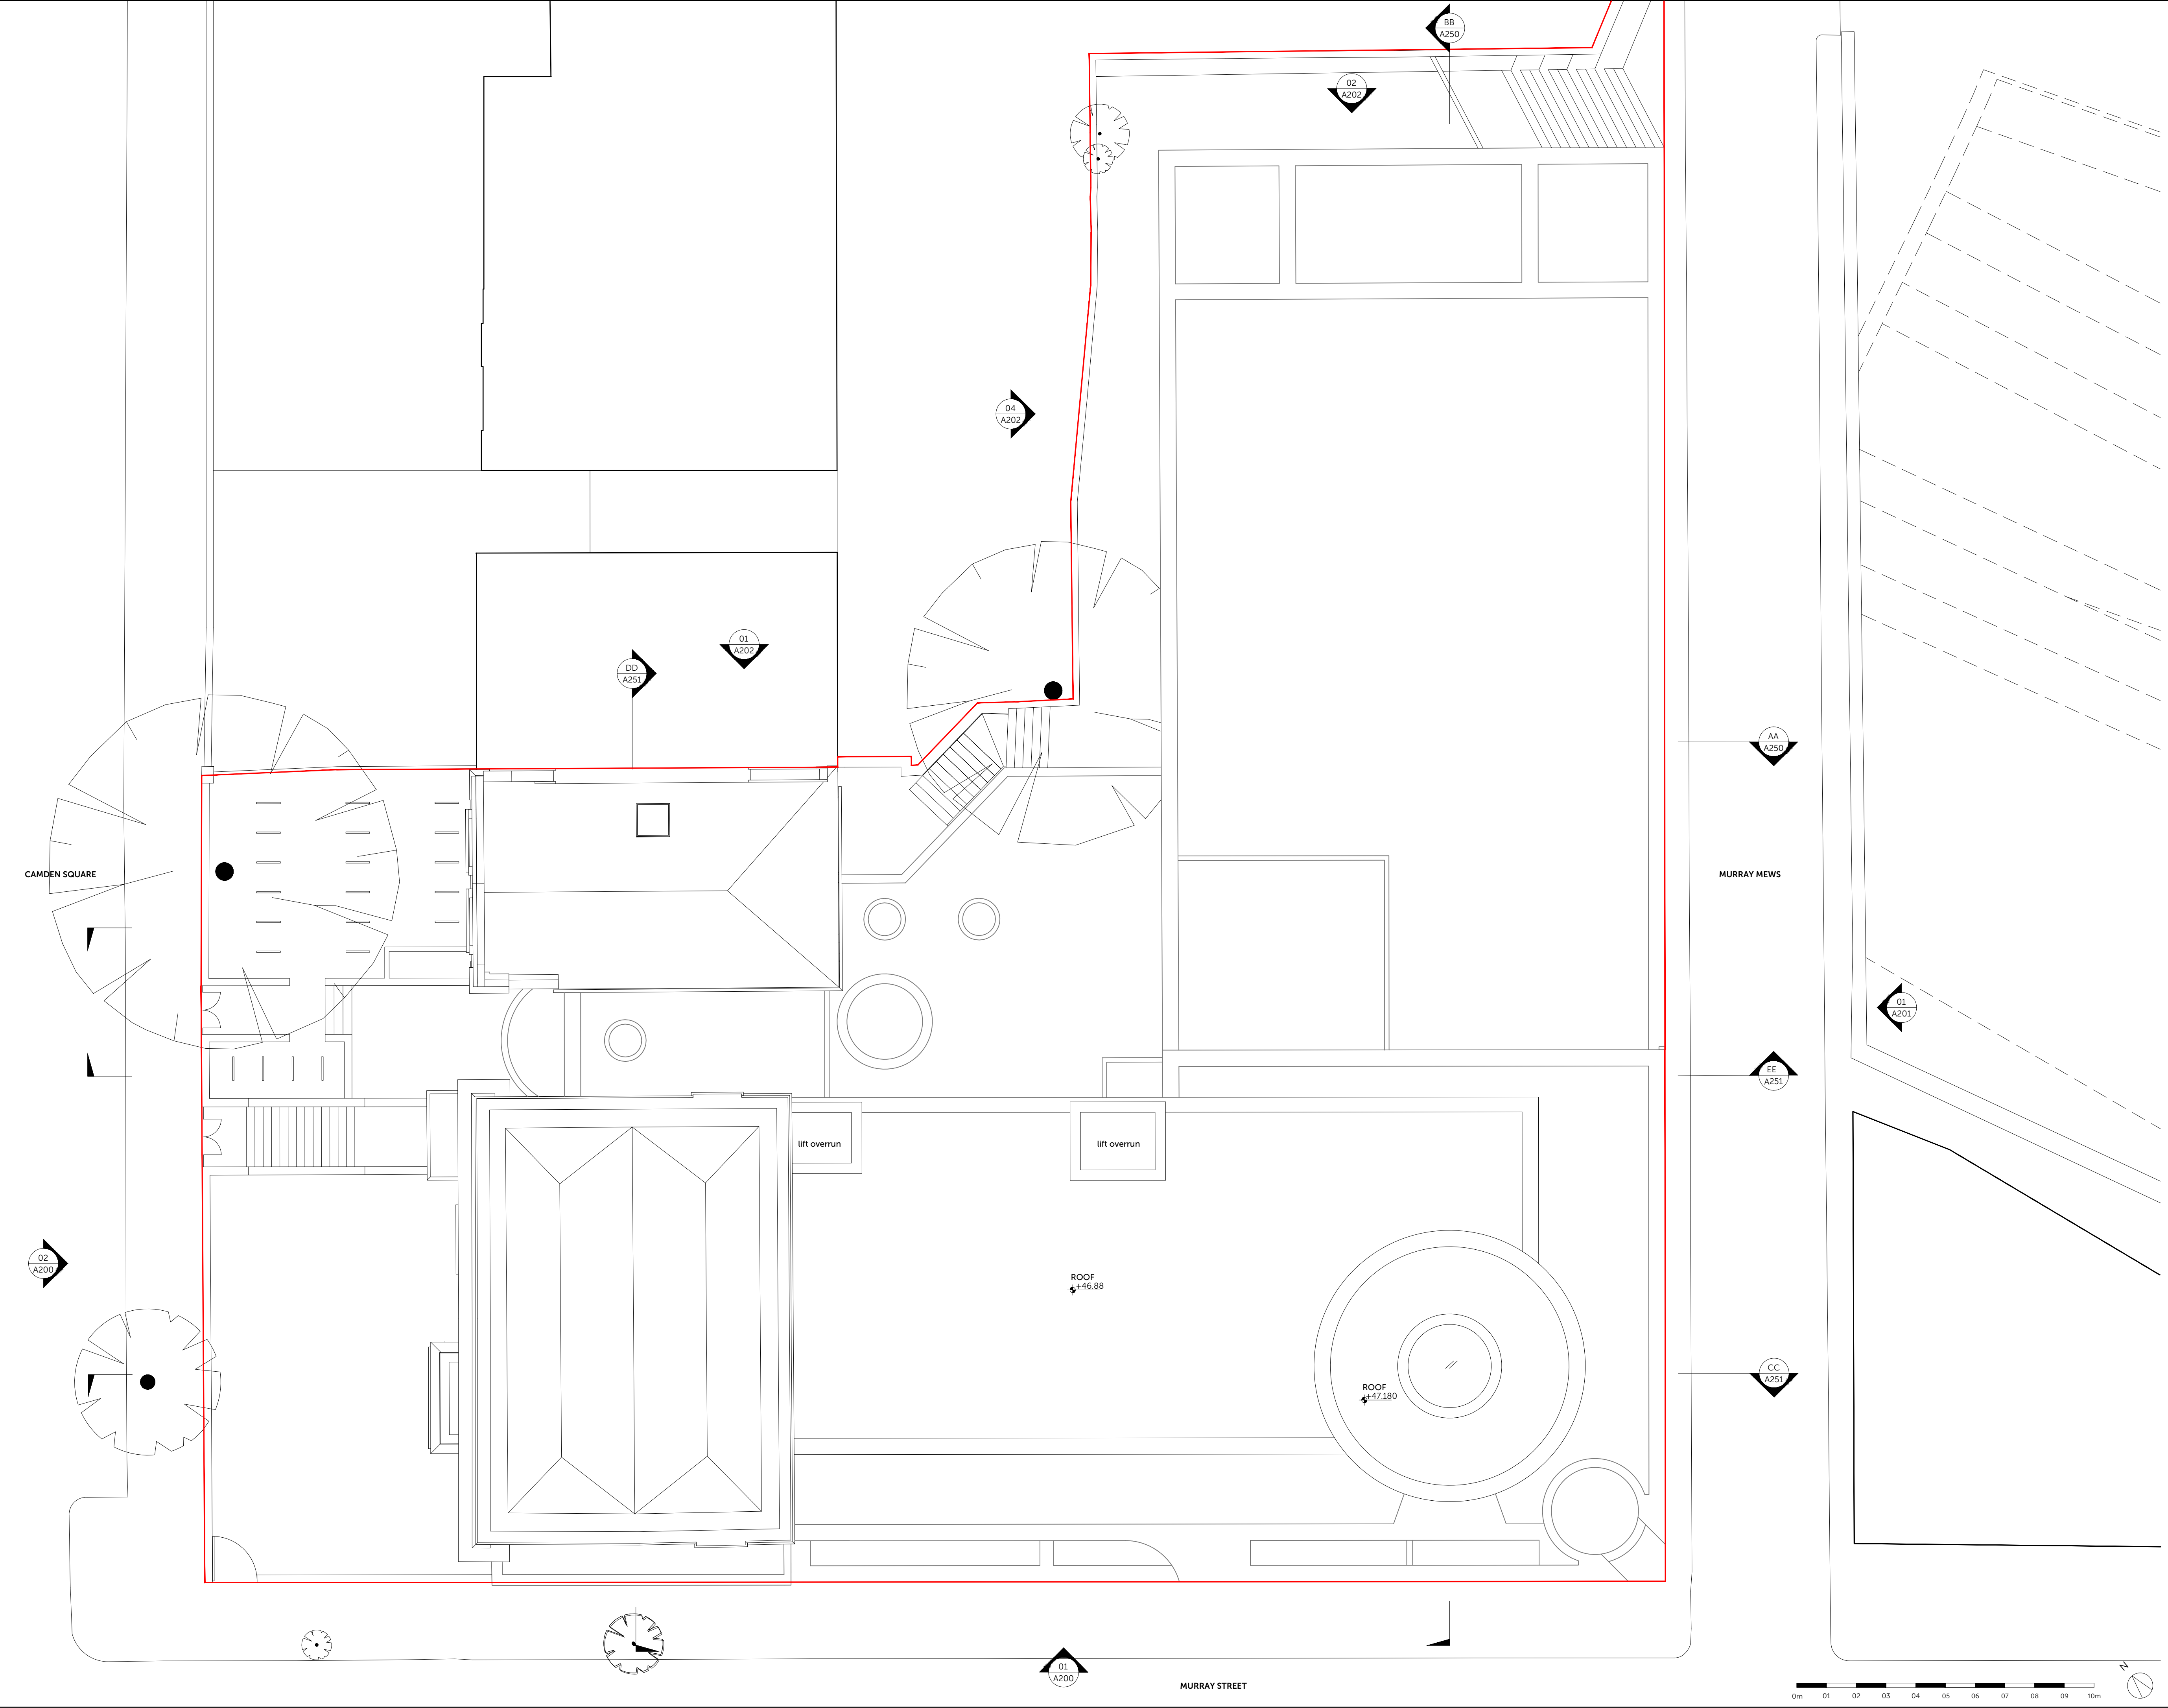 BB
A250
02
A202
04
A202
01
A202
DD
A251
AA
A250
CAMDEN SQUARE
MURRAY MEWS
01
A201
EE
A251
lift overrun
lift overrun
02
A200
ROOF
+46.88
CC
A251
ROOF
+47.180
01
A200
MURRAY STREET
N
0m 01 02 03 04 05 06 07 08 09 10m